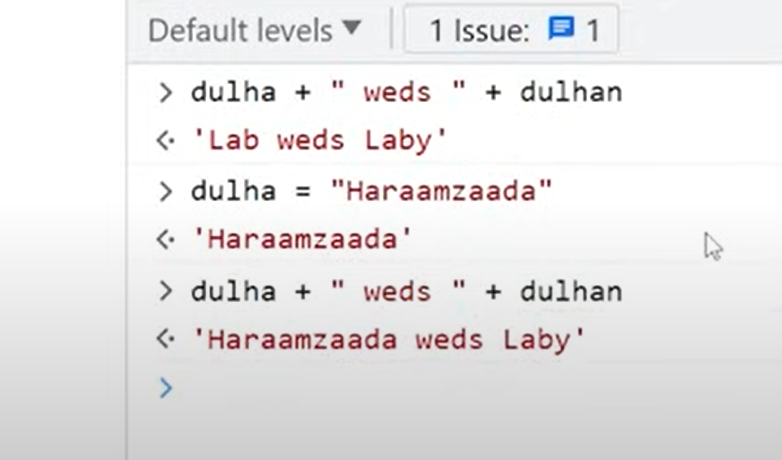 Default levels ▼ 1 Issue: 1
> dulha + " weds " + dulhan
<· 'Lab weds Laby'
> dulha = "Haraamzaada"
<· 'Haraamzaada'
> dulha + " weds " + dulhan
<· 'Haraamzaada weds Laby'
>